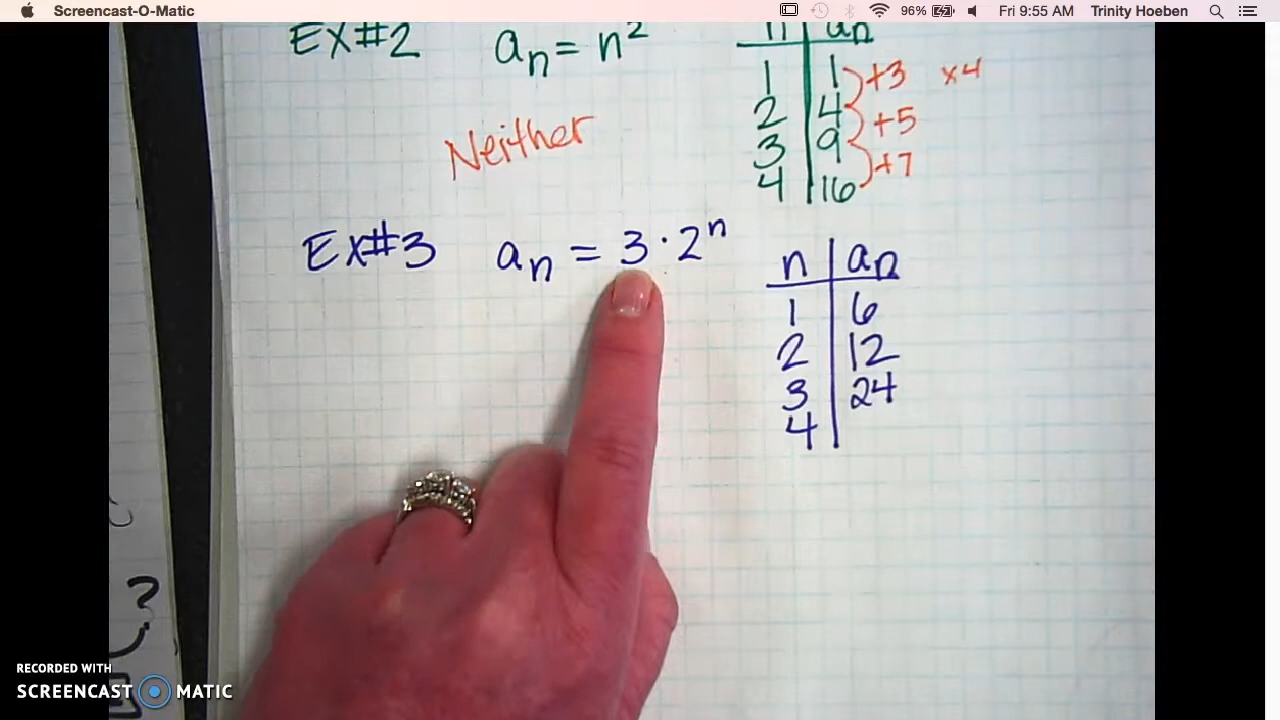 Screencast-O-Matic 96% Fri 9:55 AM Trinity Hoeben
EX#2 aₙ = n²
n aₙ
1 1 +3 x4
2 4 +5
3 9 +7
4 16
Neither
Ex#3 aₙ = 3 · 2ⁿ
n aₙ
1 6
2 12
3 24
4
?
RECORDED WITH
SCREENCAST MATIC